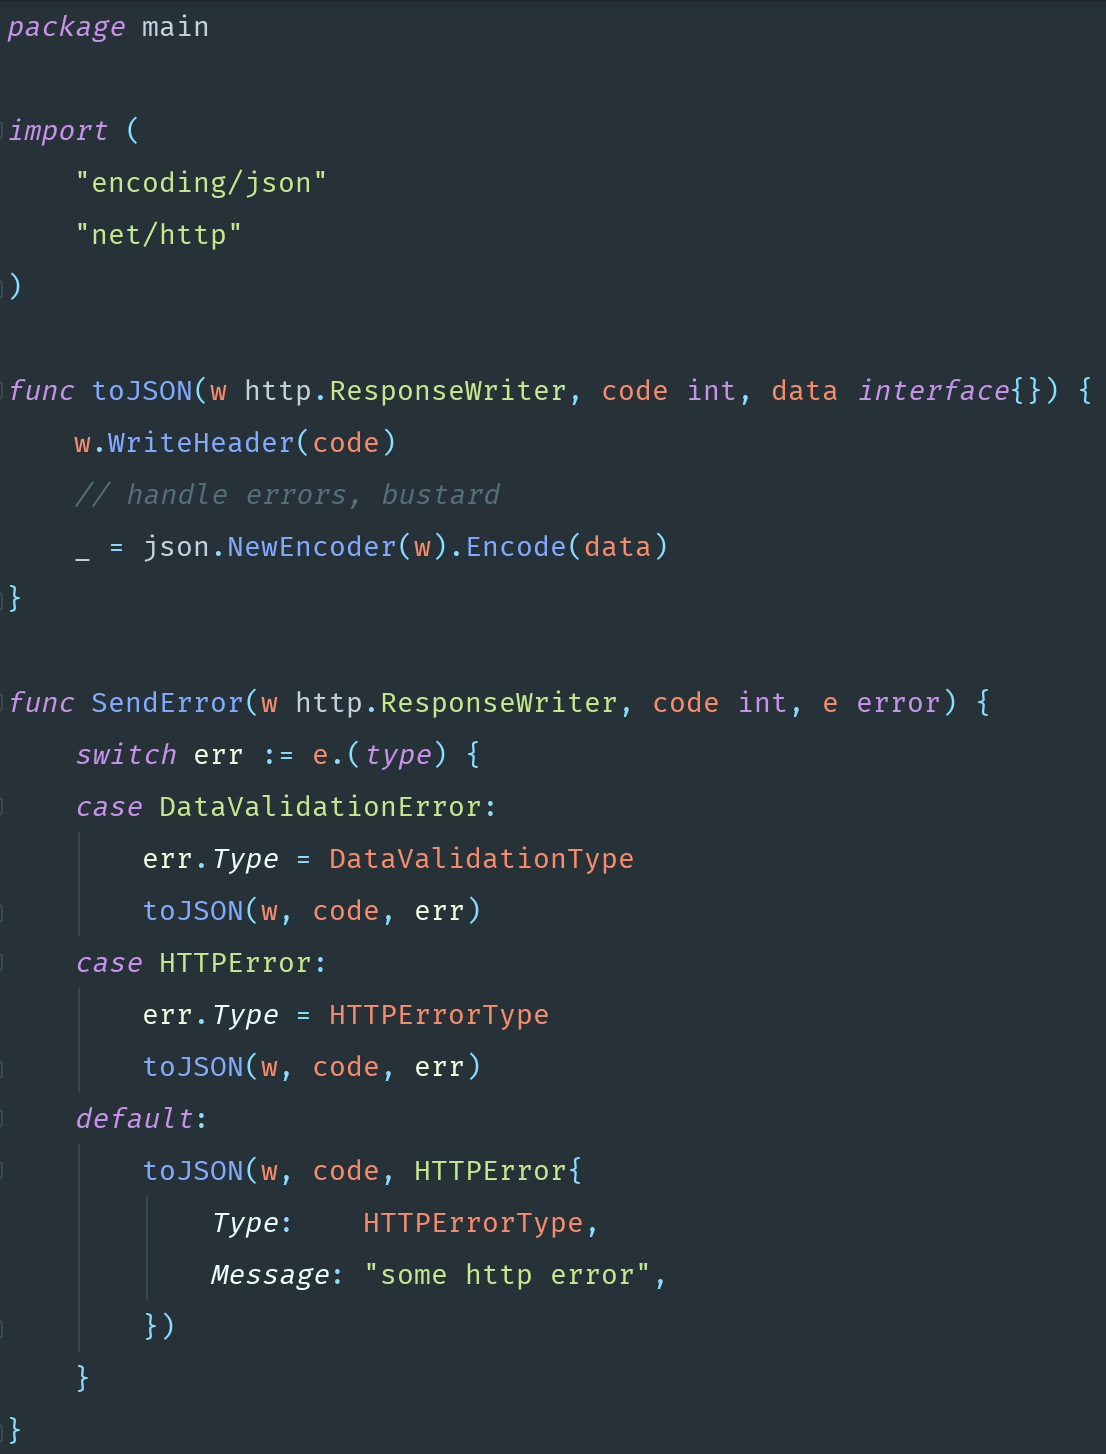 package main
import (
"encoding/json"
"net/http"
)
func toJSON(w http.ResponseWriter, code int, data interface{}) {
w.WriteHeader(code)
// handle errors, bustard
_ = json.NewEncoder(w).Encode(data)
}
func SendError(w http.ResponseWriter, code int, e error) {
switch err := e.(type) {
case DataValidationError:
err.Type = DataValidationType
toJSON(w, code, err)
case HTTPError:
err.Type = HTTPErrorType
toJSON(w, code, err)
default:
toJSON(w, code, HTTPError{
Type: HTTPErrorType,
Message: "some http error",
})
}
}